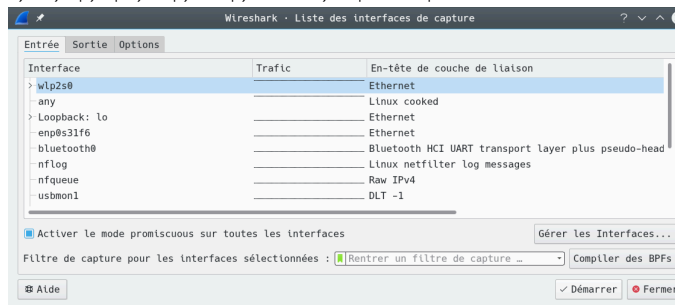 Wireshark · Liste des interfaces de capture
Entrée Sortie Options
Interface Trafic En-tête de couche de liaison
wlp2s0 Ethernet
any Linux cooked
Loopback: lo Ethernet
enp0s31f6 Ethernet
bluetooth0 Bluetooth HCI UART transport layer plus pseudo-head
nflog Linux netfilter log messages
nfqueue Raw IPv4
usbmon1 DLT -1
Activer le mode promiscuous sur toutes les interfaces Gérer les Interfaces...
Filtre de capture pour les interfaces sélectionnées : Rentrer un filtre de capture … Compiler des BPFs
Aide Démarrer Fermer